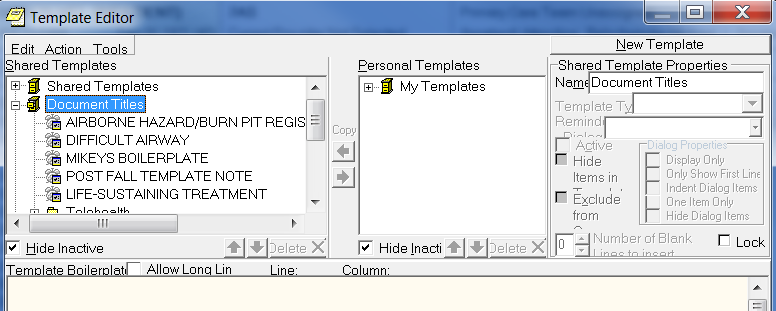 Template Editor
Edit Action Tools
New Template
Shared Templates
Shared Templates
Document Titles
AIRBORNE HAZARD/BURN PIT REGIS
DIFFICULT AIRWAY
MIKEY'S BOILERPLATE
POST FALL TEMPLATE NOTE
LIFE-SUSTAINING TREATMENT
Telehealth
Hide Inactive
Delete
Copy
Personal Templates
My Templates
Hide Inacti
Delete
Shared Template Properties
Name Document Titles
Template Ty
Reminde
Dialog
Active
Hide
Items in
Exclude
from
0 Number of Blank
Lines to insert
Dialog Properties
Display Only
Only Show First Line
Indent Dialog Items
One Item Only
Hide Dialog Items
Lock
Template Boilerplate Allow Long Lin Line: Column: